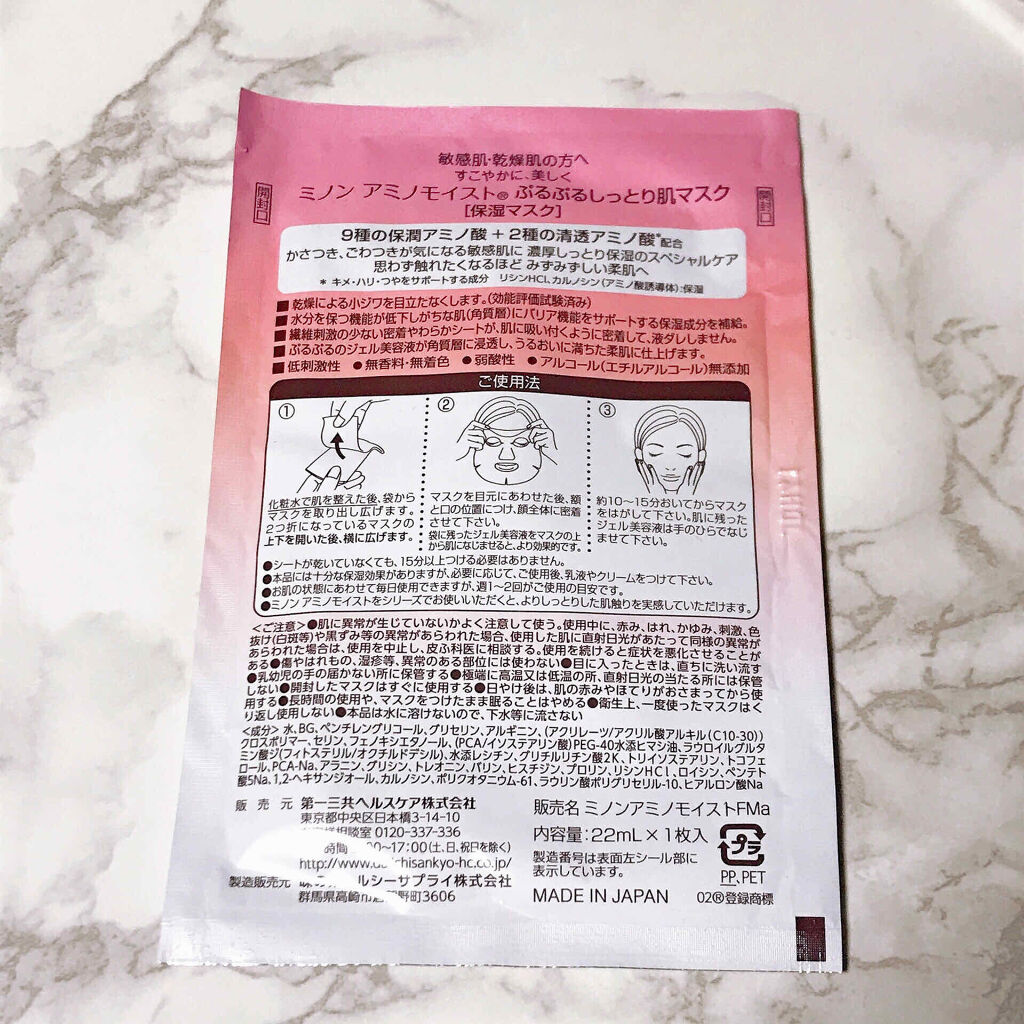 敏感肌・乾燥肌の方へ
すこやかに、美しく
ミノン アミノモイスト® ぷるぷるしっとり肌マスク
[保湿マスク]
開封口
開封口
9種の保潤アミノ酸 + 2種の清透アミノ酸*配合
かさつき、ごわつきが気になる敏感肌に 濃厚しっとり保湿のスペシャルケア
思わず触れたくなるほど みずみずしい柔肌へ
* キメ・ハリ・つやをサポートする成分 リシンHCl、カルノシン(アミノ酸誘導体):保湿
■ 乾燥による小ジワを目立たなくします。(効能評価試験済み)
■ 水分を保つ機能が低下しがちな肌(角質層)にバリア機能をサポートする保湿成分を補給。
■ 繊維刺激の少ない密着やわらかシートが、肌に吸い付くように密着して、液ダレしません。
■ ぷるぷるのジェル美容液が角質層に浸透し、うるおいに満ちた柔肌に仕上げます。
■ 低刺激性 ●無香料・無着色 ●弱酸性 ●アルコール(エチルアルコール)無添加
ご使用法
①
化粧水で肌を整えた後、袋から
マスクを取り出し広げます。
2つ折になっているマスクの
上下を開いた後、横に広げます。
②
マスクを目元にあわせた後、額
と口の位置につけ、顔全体に密着
させて下さい。
袋に残ったジェル美容液をマスクの上
から肌になじませると、より効果的です。
③
約10〜15分おいてからマスク
をはがして下さい。肌に残った
ジェル美容液は手のひらでなじ
ませて下さい。
●シートが乾いていなくても、15分以上つける必要はありません。
●本品には十分な保湿効果がありますが、必要に応じて、ご使用後、乳液やクリームをつけて下さい。
●お肌の状態にあわせて毎日使用できますが、週1〜2回がご使用の目安です。
●ミノン アミノモイストをシリーズでお使いいただくと、よりしっとりした肌触りを実感していただけます。
<ご注意>●肌に異常が生じていないかよく注意して使う。使用中に、赤み、はれ、かゆみ、刺激、色
抜け(白斑等)や黒ずみ等の異常があらわれた場合、使用した肌に直射日光があたって同様の異常が
あらわれた場合は、使用を中止し、皮ふ科医に相談する。使用を続けると症状を悪化させることが
ある●傷やはれもの、湿疹等、異常のある部位には使わない●目に入ったときは、直ちに洗い流す
●乳幼児の手の届かない所に保管する●極端に高温又は低温の所、直射日光の当たる所には保管
しない●開封したマスクはすぐに使用する●日やけ後は、肌の赤みやほてりがおさまってから使
用する●長時間の使用や、マスクをつけたまま眠ることはやめる●衛生上、一度使ったマスクはく
り返し使用しない●本品は水に溶けないので、下水等に流さない
<成分> 水、BG、ペンチレングリコール、グリセリン、アルギニン、(アクリレーツ/アクリル酸アルキル(C10-30))
クロスポリマー、セリン、フェノキシエタノール、(PCA/イソステアリン酸)PEG-40水添ヒマシ油、ラウロイルグルタ
ミン酸ジ(フィトステリル/オクチルドデシル)、水添レシチン、グリチルリチン酸2K、トリイソステアリン、トコフェ
ロール、PCA-Na、アラニン、グリシン、トレオニン、バリン、ヒスチジン、プロリン、リシンHCl、ロイシン、ペンテト
酸5Na、1,2-ヘキサンジオール、カルノシン、ポリクオタニウム-61、ラウリン酸ポリグリセリル-10、ヒアルロン酸Na
販売元 第一三共ヘルスケア株式会社
東京都中央区日本橋3-14-10
相談室 0120-337-336
時間 00〜17:00(土、日、祝日を除く)
http://www.daiichisankyo-hc.co.jp/
製造販売元 ルシーサプライ株式会社
群馬県高崎市 野町3606
販売名 ミノンアミノモイストFMa
内容量:22mL×1枚入
製造番号は表面左シール部に
表示しています。
MADE IN JAPAN
プラ
PP、PET
02®登録商標